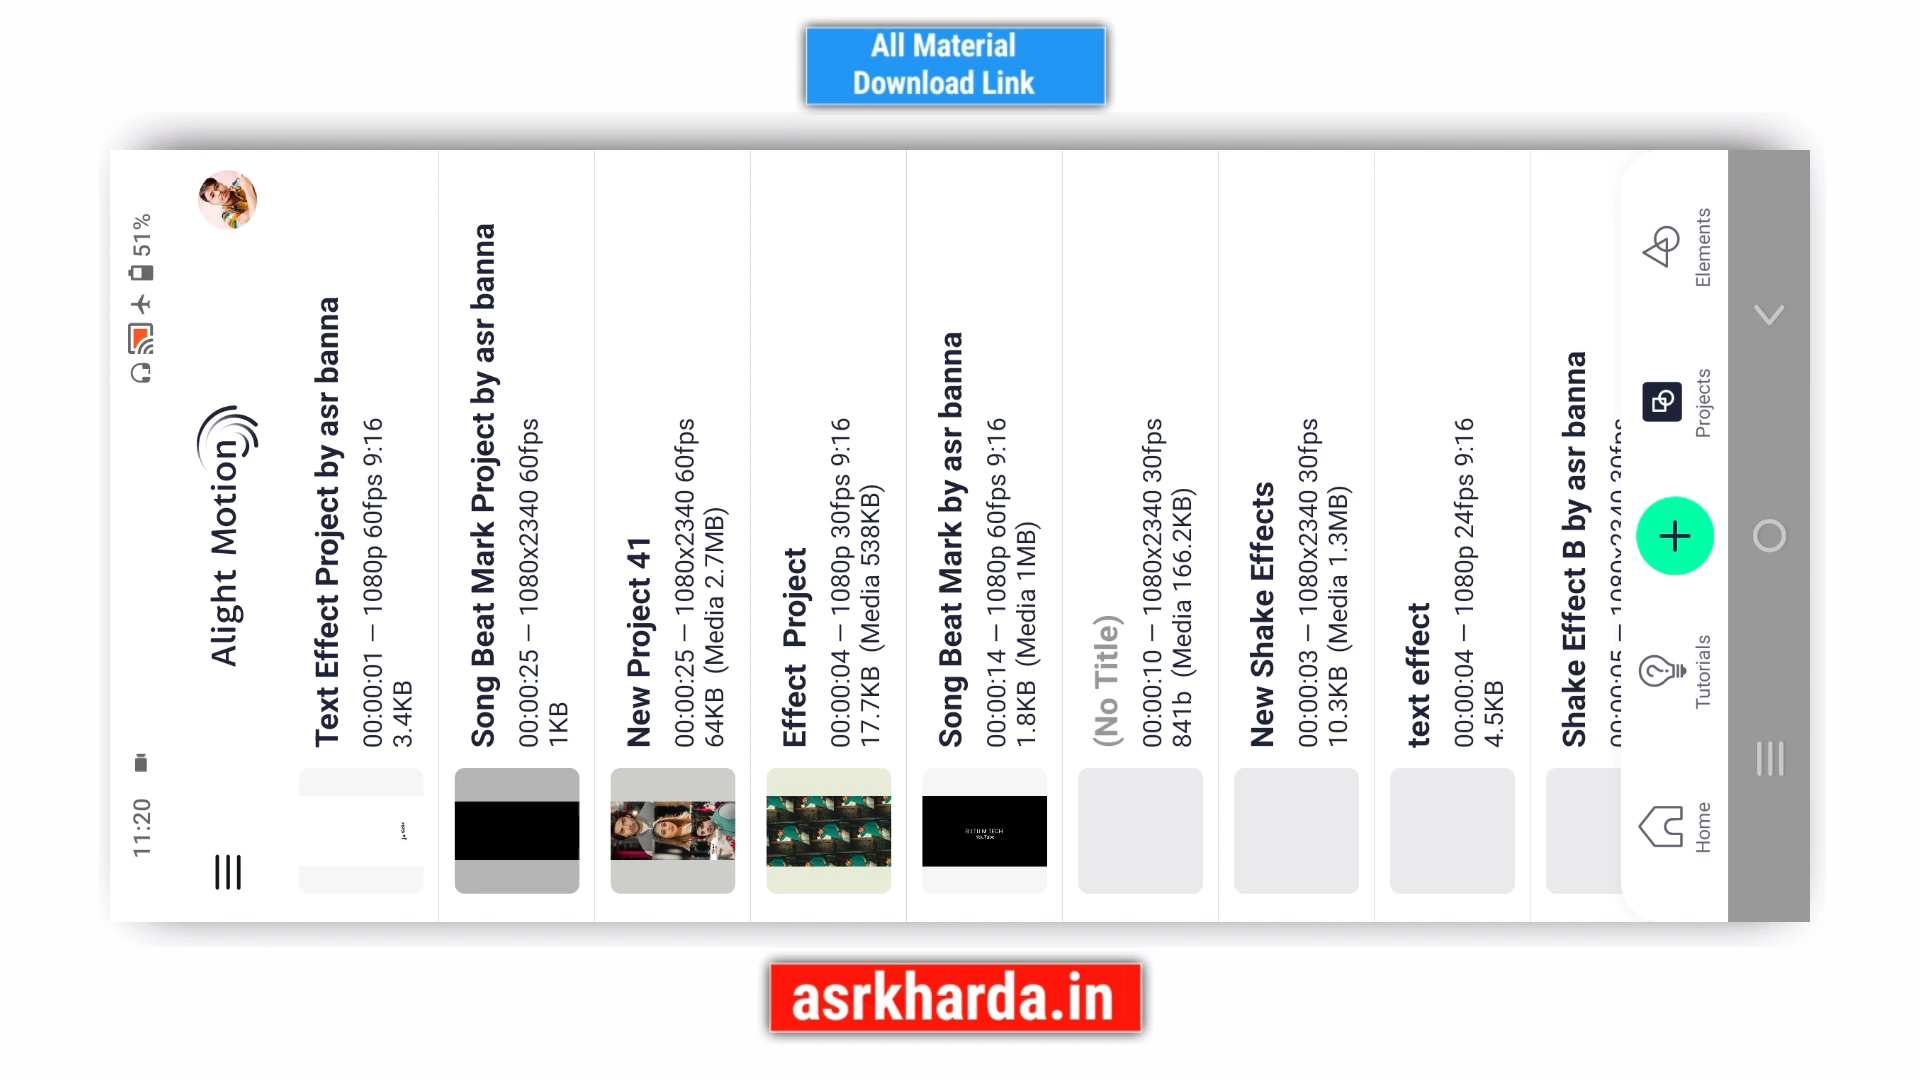 All Material
Download Link
11:20
51%
Alight Motion
Text Effect Project by asr banna
00:00:01 — 1080p 60fps 9:16
3.4KB
Song Beat Mark Project by asr banna
00:00:25 — 1080x2340 60fps
1KB
New Project 41
00:00:25 — 1080x2340 60fps
64KB (Media 2.7MB)
Effect Project
00:00:04 — 1080p 30fps 9:16
17.7KB (Media 538KB)
Song Beat Mark by asr banna
00:00:14 — 1080p 60fps 9:16
1.8KB (Media 1MB)
(No Title)
00:00:10 — 1080x2340 30fps
841b (Media 166.2KB)
New Shake Effects
00:00:03 — 1080x2340 30fps
10.3KB (Media 1.3MB)
text effect
00:00:04 — 1080p 24fps 9:16
4.5KB
Shake Effect B by asr banna
00:00:05 — 1080x2340 30fps
Home
Tutorials
Projects
Elements
asrkharda.in